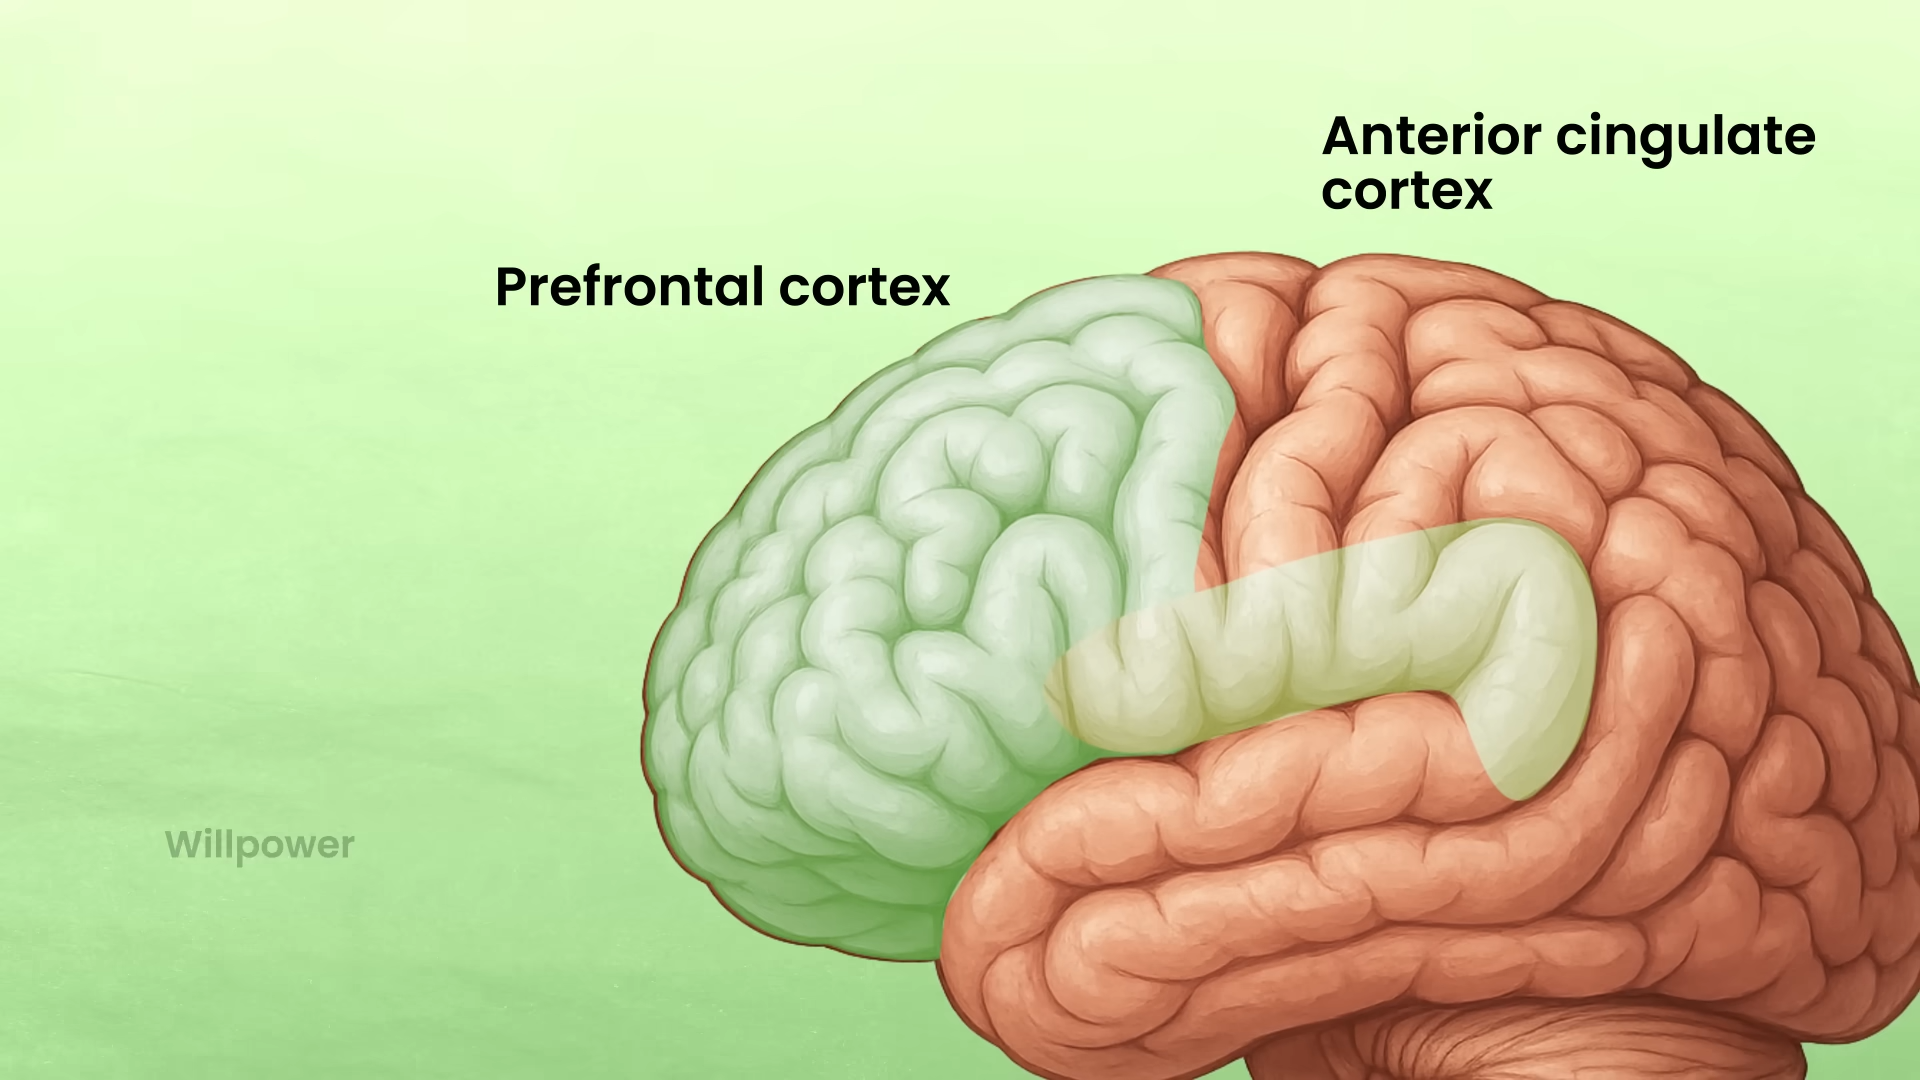 Anterior cingulate
cortex
Prefrontal cortex
Willpower